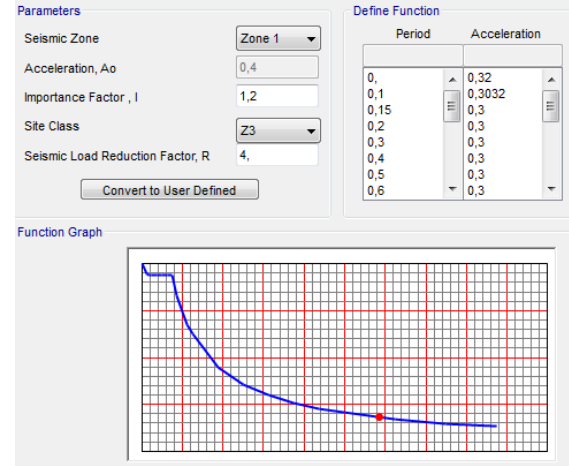 Parameters
Seismic Zone
Zone 1
Acceleration, Ao
0,4
Importance Factor , I
1,2
Site Class
Z3
Seismic Load Reduction Factor, R
4,
Convert to User Defined
Define Function
Period Acceleration
0, 0,32
0,1 0,3032
0,15 0,3
0,2 0,3
0,3 0,3
0,4 0,3
0,5 0,3
0,6 0,3
Function Graph